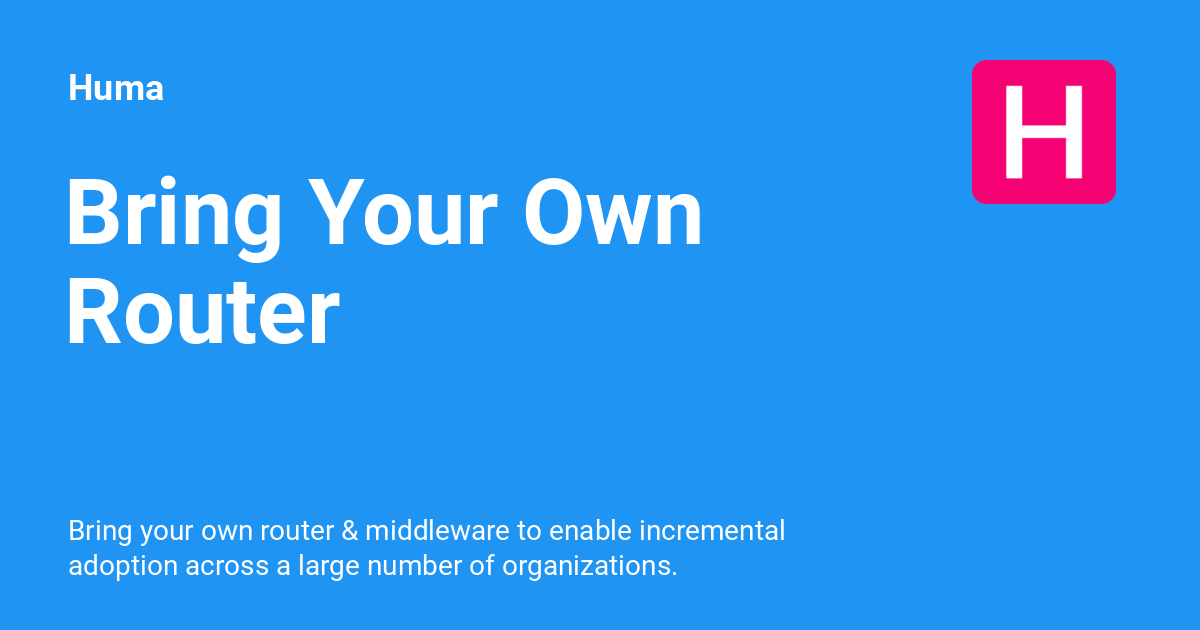 Huma
H
Bring Your Own
Router
Bring your own router & middleware to enable incremental
adoption across a large number of organizations.